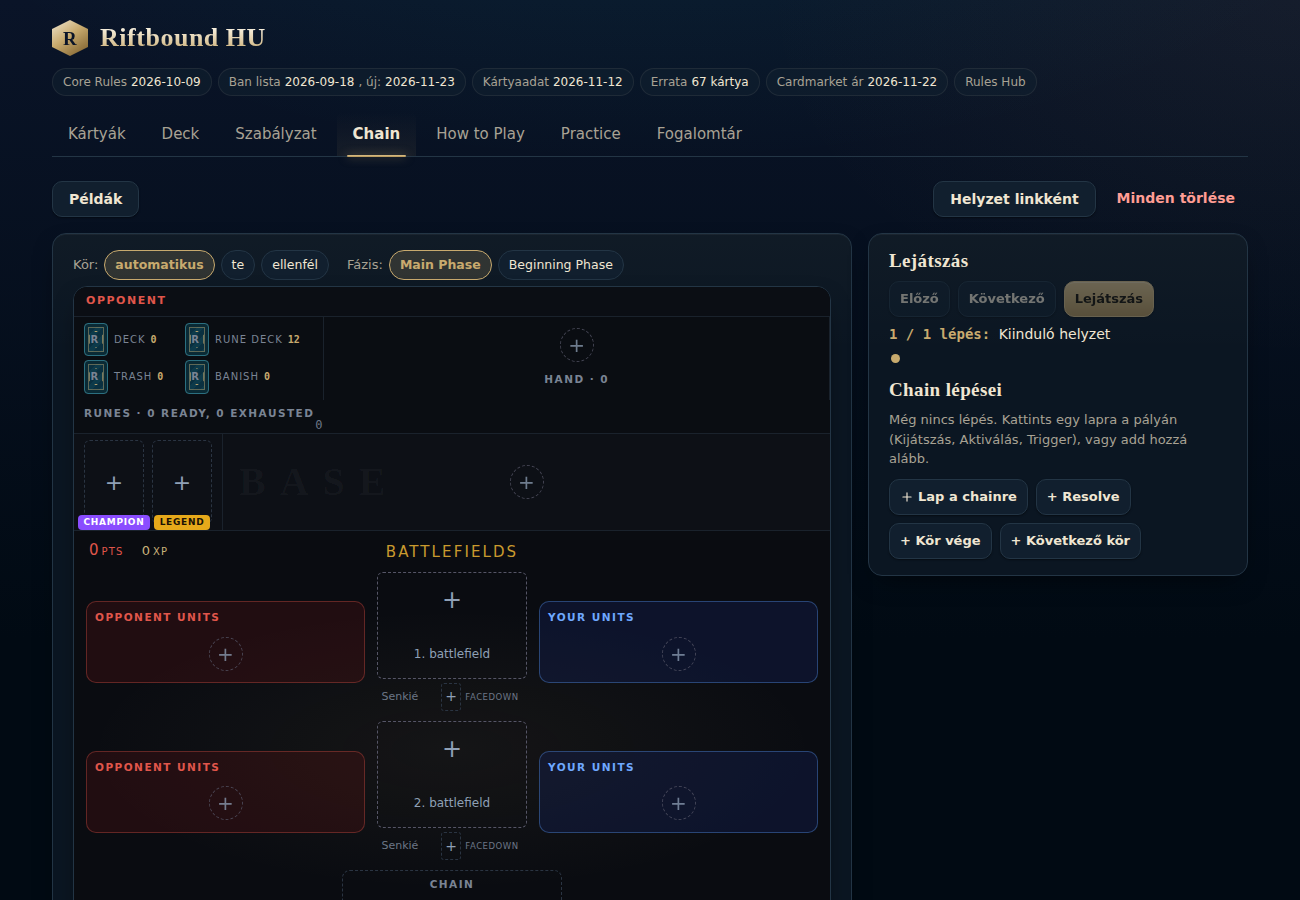 R Riftbound HU
Core Rules 2026-10-09 Ban lista 2026-09-18 , új: 2026-11-23 Kártyaadat 2026-11-12 Errata 67 kártya Cardmarket ár 2026-11-22 Rules Hub
Kártyák Deck Szabályzat Chain How to Play Practice Fogalomtár
Példák Helyzet linkként Minden törlése
Kör: automatikus te ellenfél Fázis: Main Phase Beginning Phase
OPPONENT
R DECK 0 R RUNE DECK 12
R TRASH 0 R BANISH 0
+
HAND · 0
RUNES · 0 READY, 0 EXHAUSTED
0
+ + BASE +
CHAMPION LEGEND
0 PTS 0 XP BATTLEFIELDS
+
OPPONENT UNITS YOUR UNITS
+ 1. battlefield +
Senkié + FACEDOWN
+
OPPONENT UNITS YOUR UNITS
+ 2. battlefield +
Senkié + FACEDOWN
CHAIN
Lejátszás
Előző Következő Lejátszás
1 / 1 lépés: Kiinduló helyzet
Chain lépései
Még nincs lépés. Kattints egy lapra a pályán
(Kijátszás, Aktiválás, Trigger), vagy add hozzá
alább.
+ Lap a chainre + Resolve
+ Kör vége + Következő kör